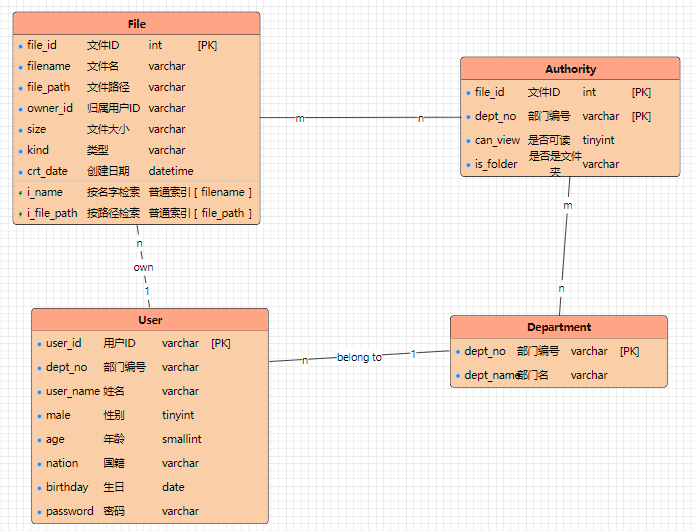 File
file_id 文件ID int [PK]
filename 文件名 varchar
file_path 文件路径 varchar
owner_id 归属用户ID varchar
size 文件大小 varchar
kind 类型 varchar
crt_date 创建日期 datetime
i_name 按名字检索 普通索引 [ filename ]
i_file_path 按路径检索 普通索引 [ file_path ]
m
n
Authority
file_id 文件ID int [PK]
dept_no 部门编号 varchar [PK]
can_view 是否可读 tinyint
is_folder 是否是文件夹 varchar
n
own
1
m
n
User
user_id 用户ID varchar [PK]
dept_no 部门编号 varchar
user_name 姓名 varchar
male 性别 tinyint
age 年龄 smallint
nation 国籍 varchar
birthday 生日 date
password 密码 varchar
n
belong to
1
Department
dept_no 部门编号 varchar [PK]
dept_name 部门名 varchar